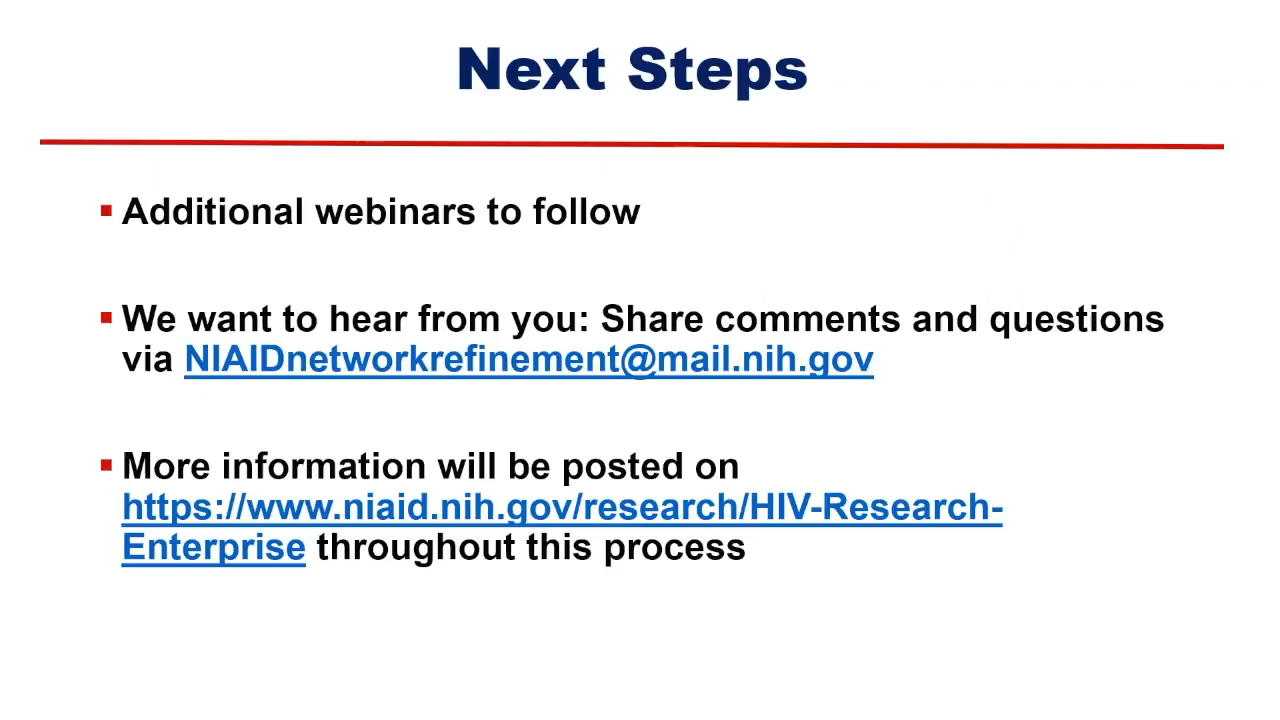 Next Steps
Additional webinars to follow
We want to hear from you: Share comments and questions
via NIAIDnetworkrefinement@mail.nih.gov
More information will be posted on
https://www.niaid.nih.gov/research/HIV-Research-
Enterprise throughout this process